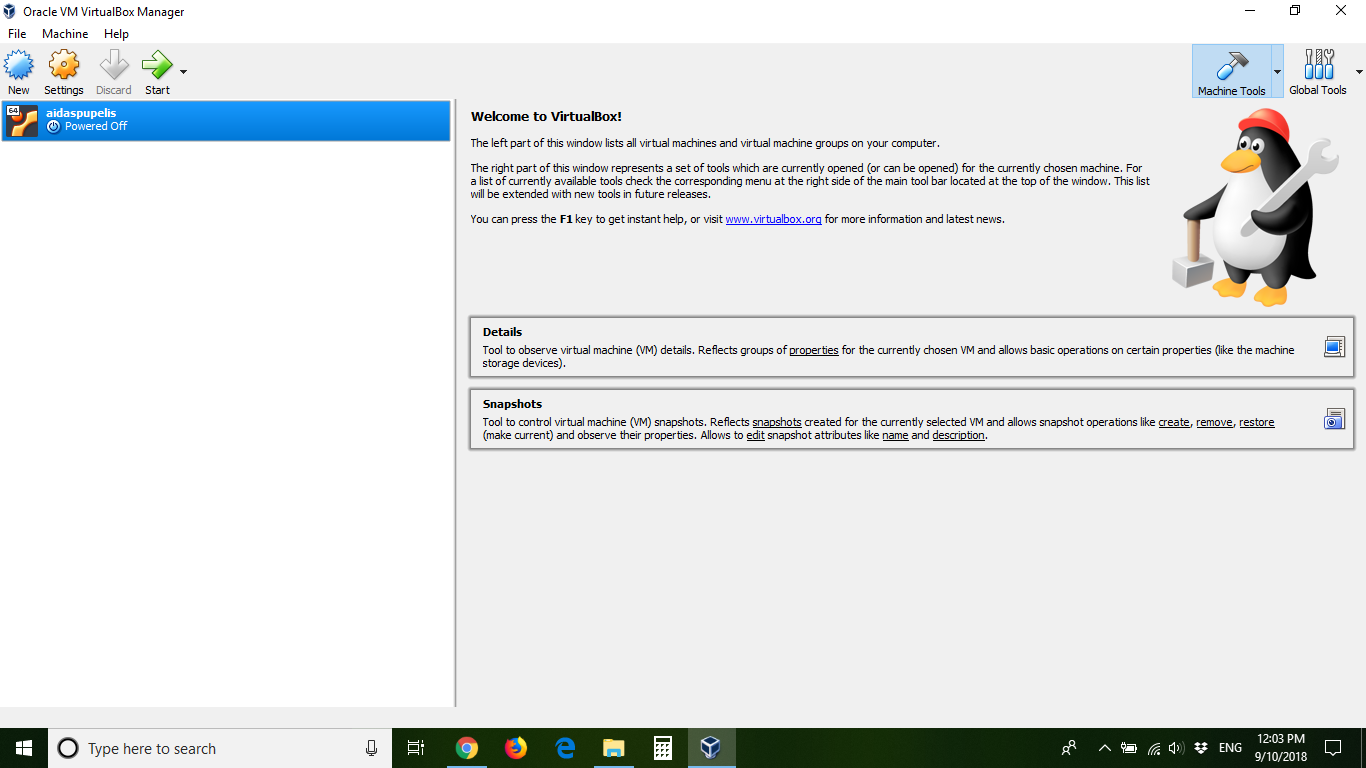 Oracle VM VirtualBox Manager
File Machine Help
New Settings Discard Start
Machine Tools Global Tools
64
aidaspupelis
Powered Off
Welcome to VirtualBox!
The left part of this window lists all virtual machines and virtual machine groups on your computer.
The right part of this window represents a set of tools which are currently opened (or can be opened) for the currently chosen machine. For
a list of currently available tools check the corresponding menu at the right side of the main tool bar located at the top of the window. This list
will be extended with new tools in future releases.
You can press the F1 key to get instant help, or visit www.virtualbox.org for more information and latest news.
Details
Tool to observe virtual machine (VM) details. Reflects groups of properties for the currently chosen VM and allows basic operations on certain properties (like the machine
storage devices).
Snapshots
Tool to control virtual machine (VM) snapshots. Reflects snapshots created for the currently selected VM and allows snapshot operations like create, remove, restore
(make current) and observe their properties. Allows to edit snapshot attributes like name and description.
Type here to search
ENG
12:03 PM
9/10/2018